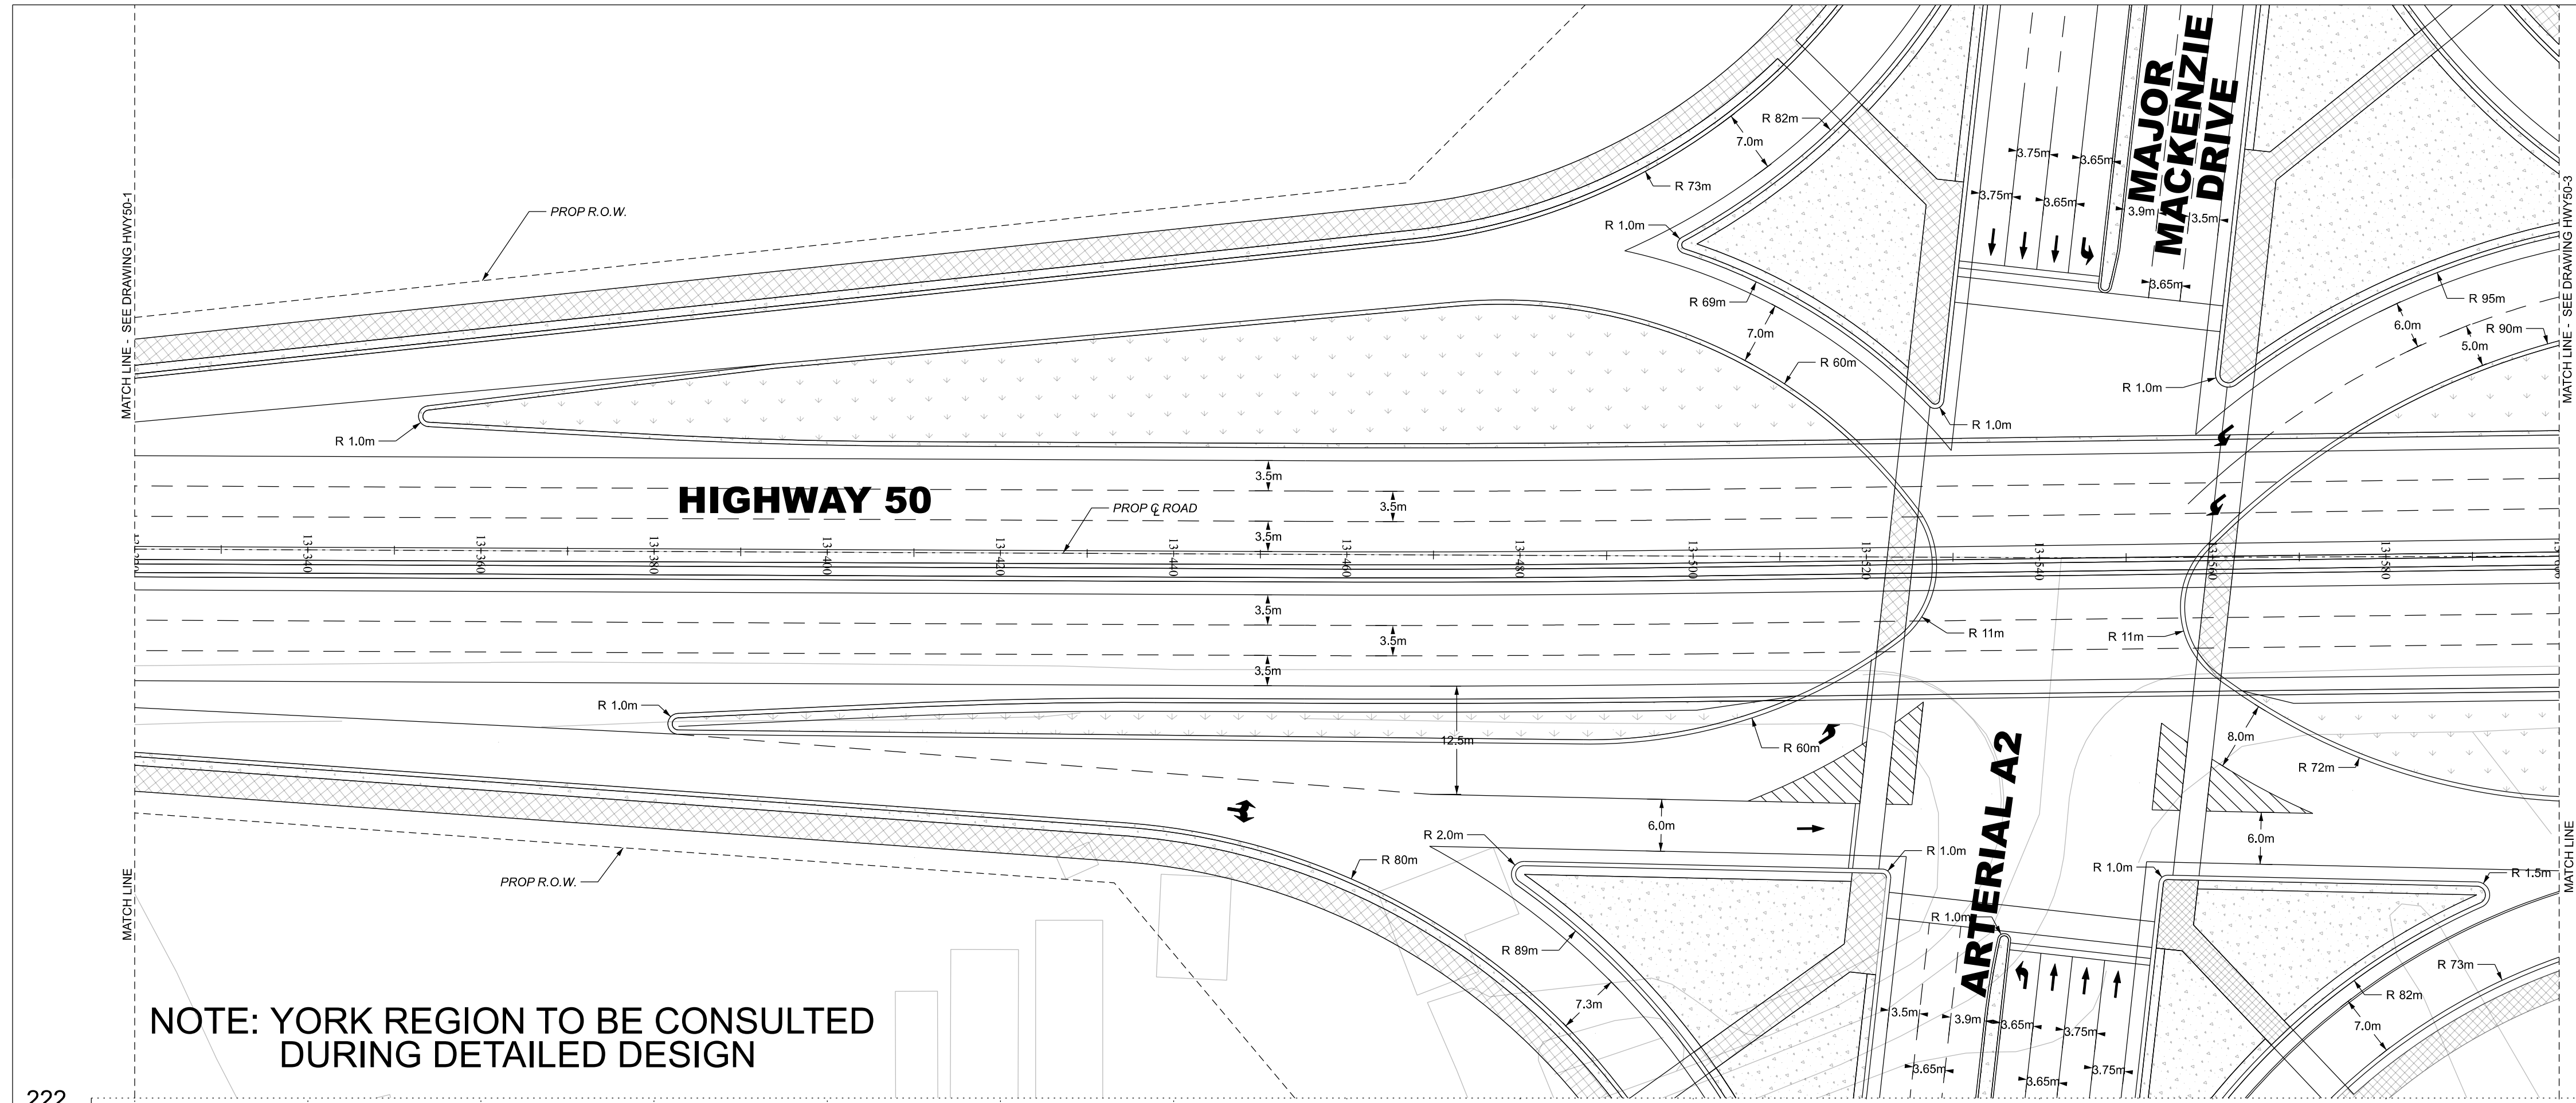 MAJOR
MACKENZIE
DRIVE
R 82m
7.0m
R 73m
3.75m
3.65m
3.75m
3.65m
3.9m
3.5m
3.65m
PROP R.O.W.
R 1.0m
R 69m
7.0m
R 60m
R 1.0m
R 95m
6.0m
R 90m
5.0m
R 1.0m
MATCH LINE - SEE DRAWING HWY50-1
MATCH LINE - SEE DRAWING HWY50-3
R 1.0m
HIGHWAY 50
3.5m
3.5m
3.5m
PROP ℄ ROAD
13+340
13+360
13+380
13+400
13+420
13+440
13+460
13+480
13+500
13+520
13+540
13+560
13+580
3.5m
3.5m
3.5m
R 11m
R 11m
R 1.0m
12.5m
R 60m
8.0m
R 72m
ARTERIAL A2
6.0m
6.0m
R 2.0m
R 1.0m
R 1.0m
R 1.5m
R 80m
PROP R.O.W.
MATCH LINE
MATCH LINE
R 1.0m
R 89m
7.3m
R 73m
R 82m
7.0m
3.5m
3.9m
3.65m
3.75m
3.65m
3.65m
3.75m
NOTE: YORK REGION TO BE CONSULTED
DURING DETAILED DESIGN
222